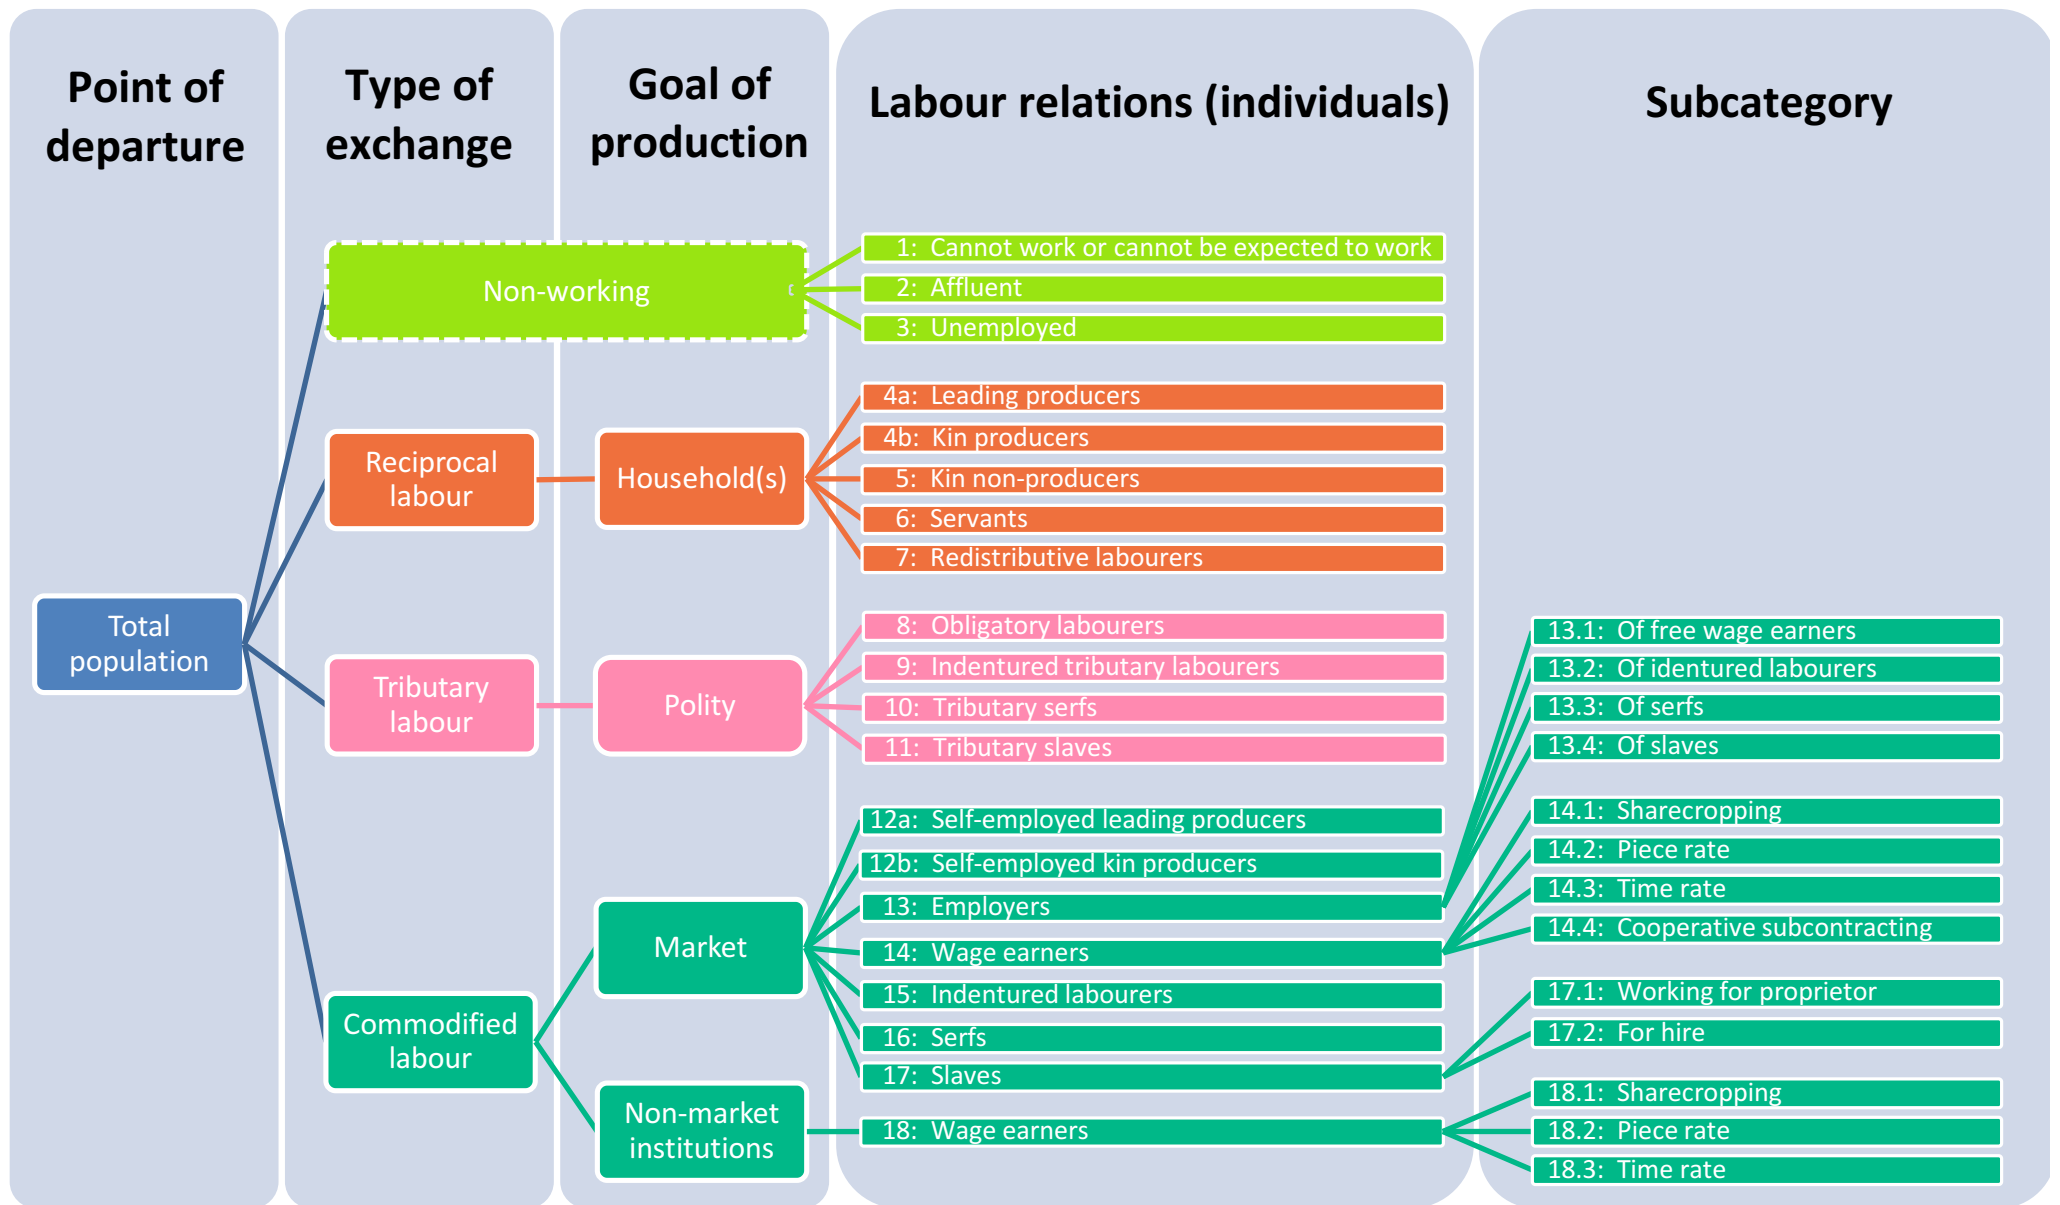 Point of
departure
Type of
exchange
Goal of
production
Labour relations (individuals)
Subcategory
Total
population
Non-working
1: Cannot work or cannot be expected to work
2: Affluent
3: Unemployed
Reciprocal
labour
Household(s)
4a: Leading producers
4b: Kin producers
5: Kin non-producers
6: Servants
7: Redistributive labourers
Tributary
labour
Polity
8: Obligatory labourers
9: Indentured tributary labourers
10: Tributary serfs
11: Tributary slaves
Commodified
labour
Market
12a: Self-employed leading producers
12b: Self-employed kin producers
13: Employers
14: Wage earners
15: Indentured labourers
16: Serfs
17: Slaves
Non-market
institutions
18: Wage earners
13.1: Of free wage earners
13.2: Of identured labourers
13.3: Of serfs
13.4: Of slaves
14.1: Sharecropping
14.2: Piece rate
14.3: Time rate
14.4: Cooperative subcontracting
17.1: Working for proprietor
17.2: For hire
18.1: Sharecropping
18.2: Piece rate
18.3: Time rate